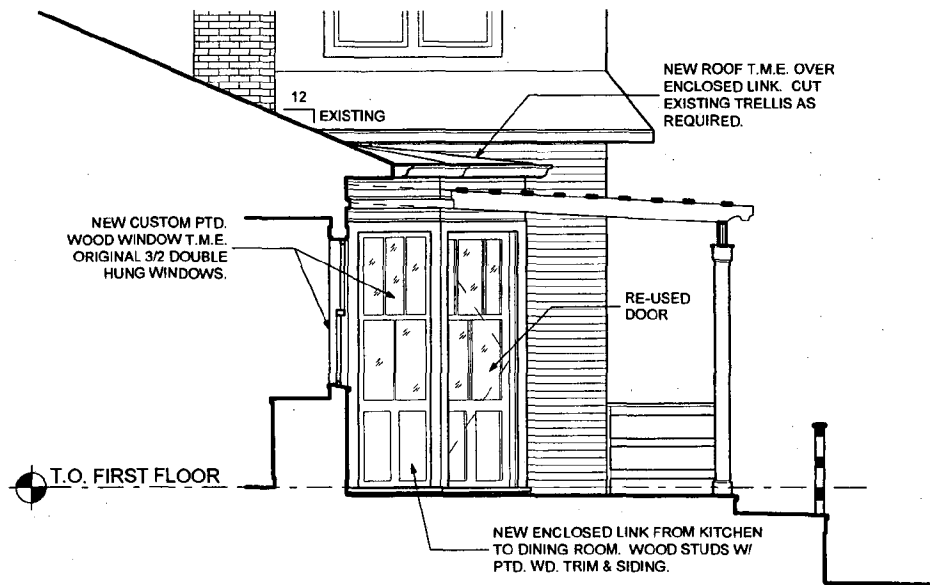 NEW ROOF T.M.E. OVER
ENCLOSED LINK. CUT
EXISTING TRELLIS AS
REQUIRED.
12
EXISTING
NEW CUSTOM PTD.
WOOD WINDOW T.M.E.
ORIGINAL 3/2 DOUBLE
HUNG WINDOWS.
RE-USED
DOOR
T.O. FIRST FLOOR
NEW ENCLOSED LINK FROM KITCHEN
TO DINING ROOM. WOOD STUDS W/
PTD. WD. TRIM & SIDING.